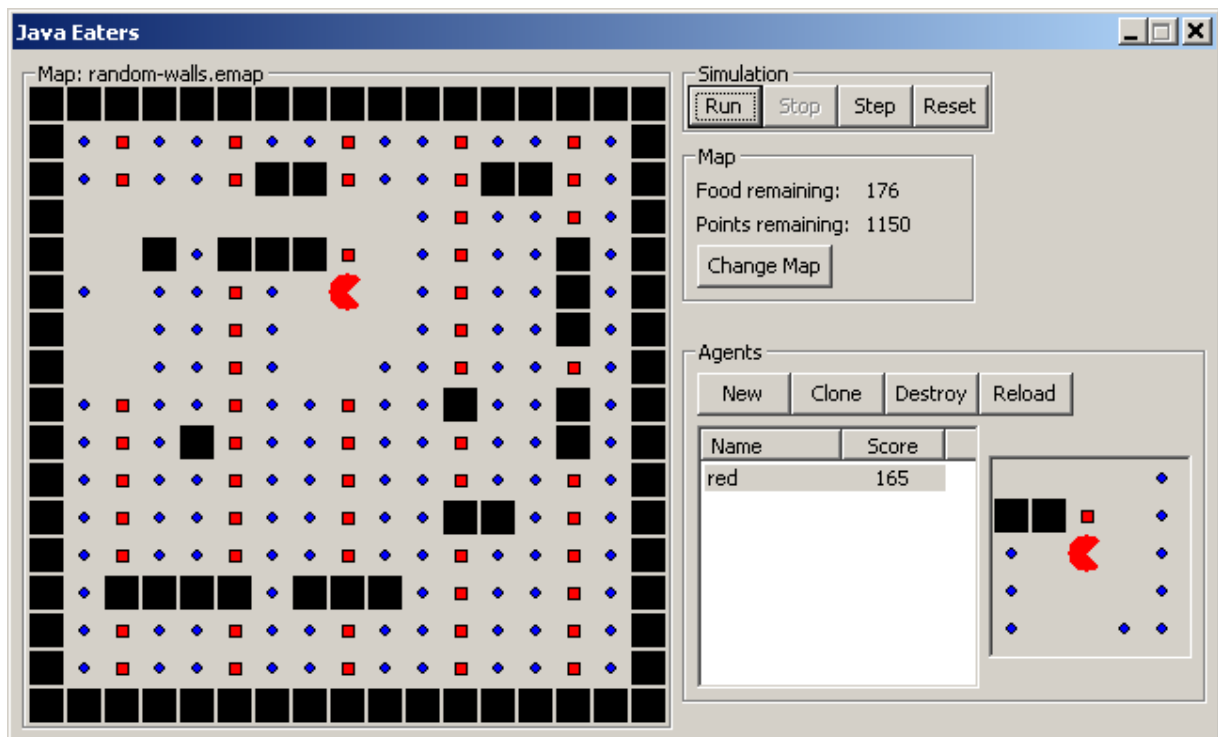 Java Eaters
Map: random-walls.emap
Simulation
Run Stop Step Reset
Map
Food remaining: 176
Points remaining: 1150
Change Map
Agents
New Clone Destroy Reload
Name Score
red 165